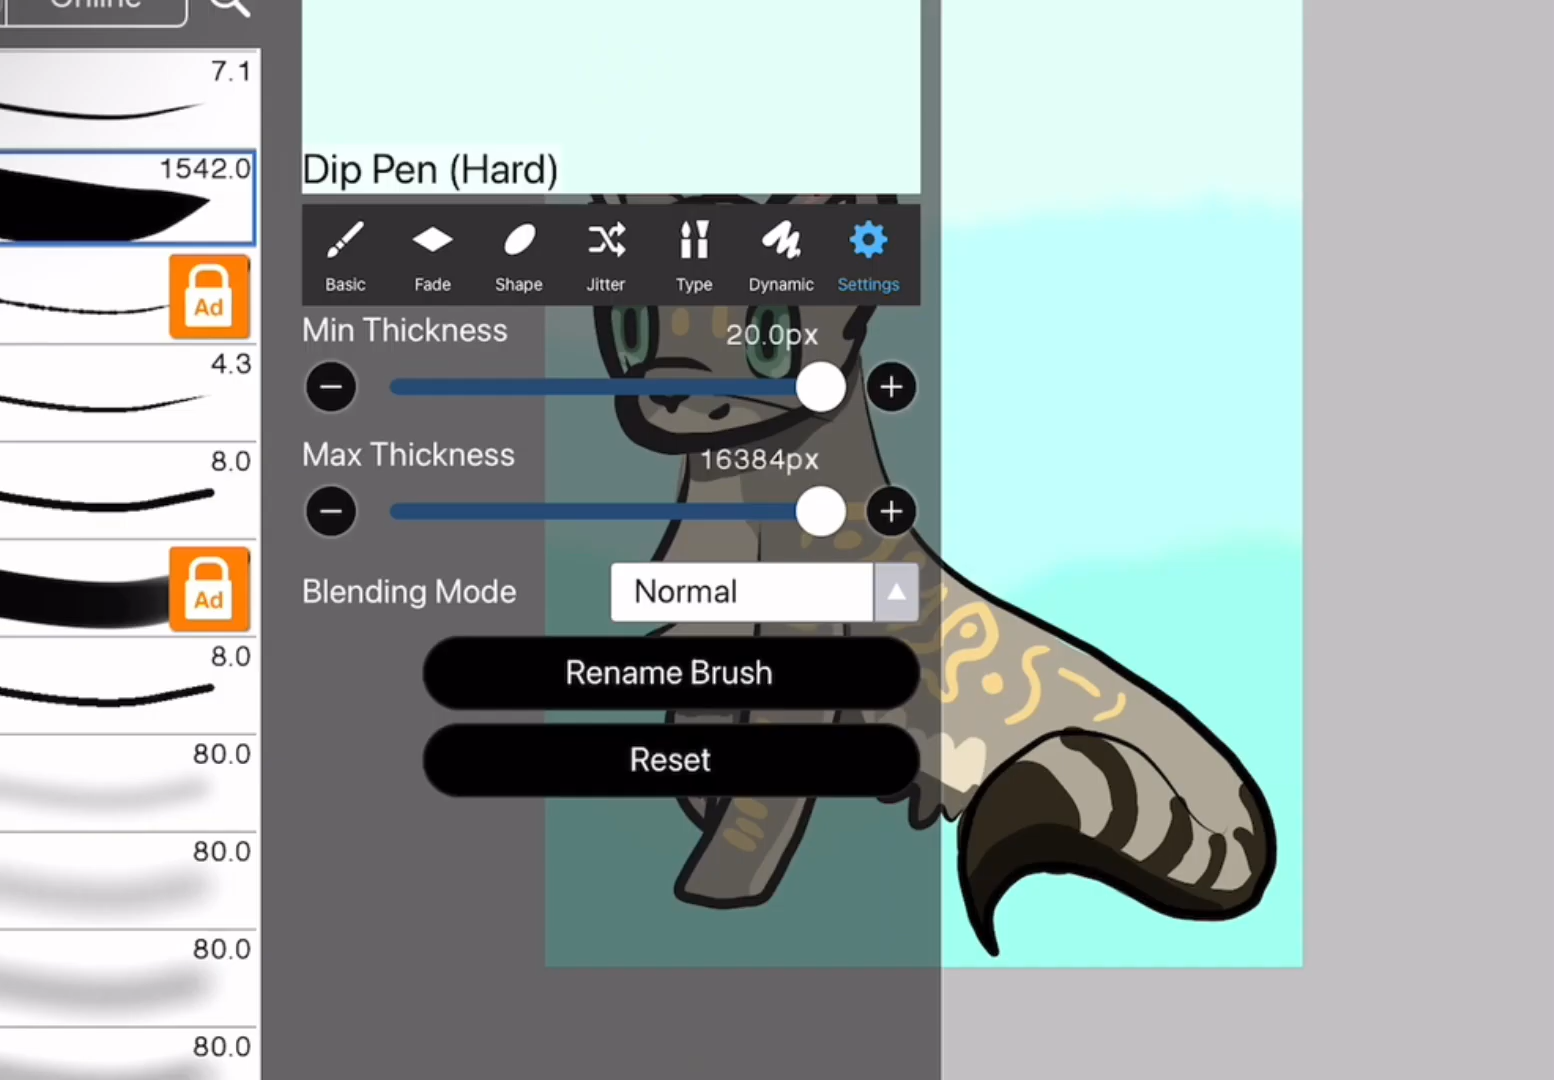 Online
7.1
1542.0
Ad
4.3
8.0
Ad
8.0
80.0
80.0
80.0
80.0
Dip Pen (Hard)
Basic Fade Shape Jitter Type Dynamic Settings
Min Thickness 20.0px
Max Thickness 16384px
Blending Mode Normal
Rename Brush
Reset